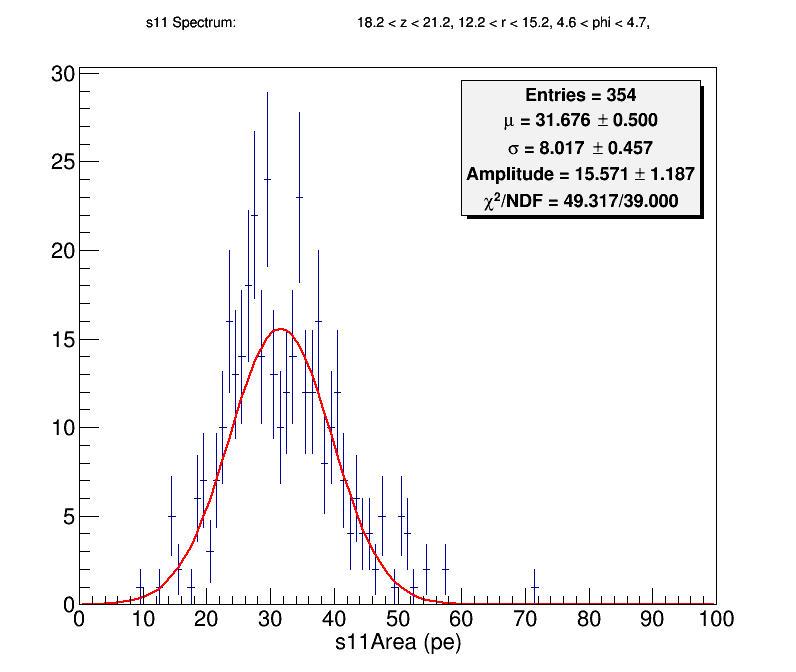 s11 Spectrum: 18.2 < z < 21.2, 12.2 < r < 15.2, 4.6 < phi < 4.7,
Entries = 354
μ = 31.676 ± 0.500
σ = 8.017 ± 0.457
Amplitude = 15.571 ± 1.187
χ²/NDF = 49.317/39.000
30
25
20
15
10
5
0
0 10 20 30 40 50 60 70 80 90 100
s11Area (pe)